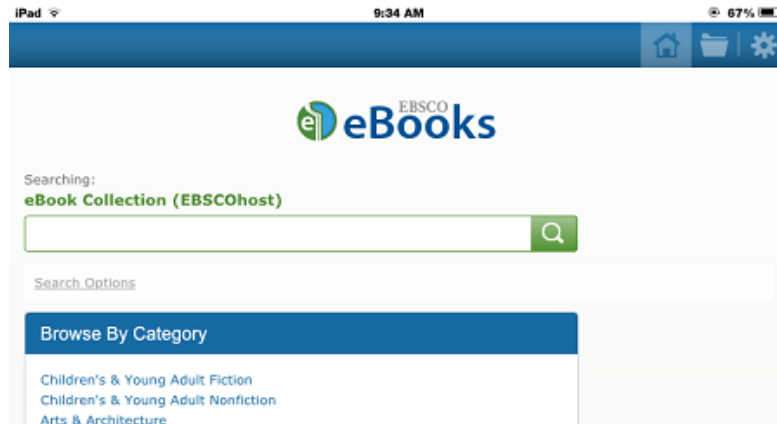 iPad 9:34 AM 67%
EBSCO
eBooks
Searching:
eBook Collection (EBSCOhost)
Search Options
Browse By Category
Children's & Young Adult Fiction
Children's & Young Adult Nonfiction
Arts & Architecture